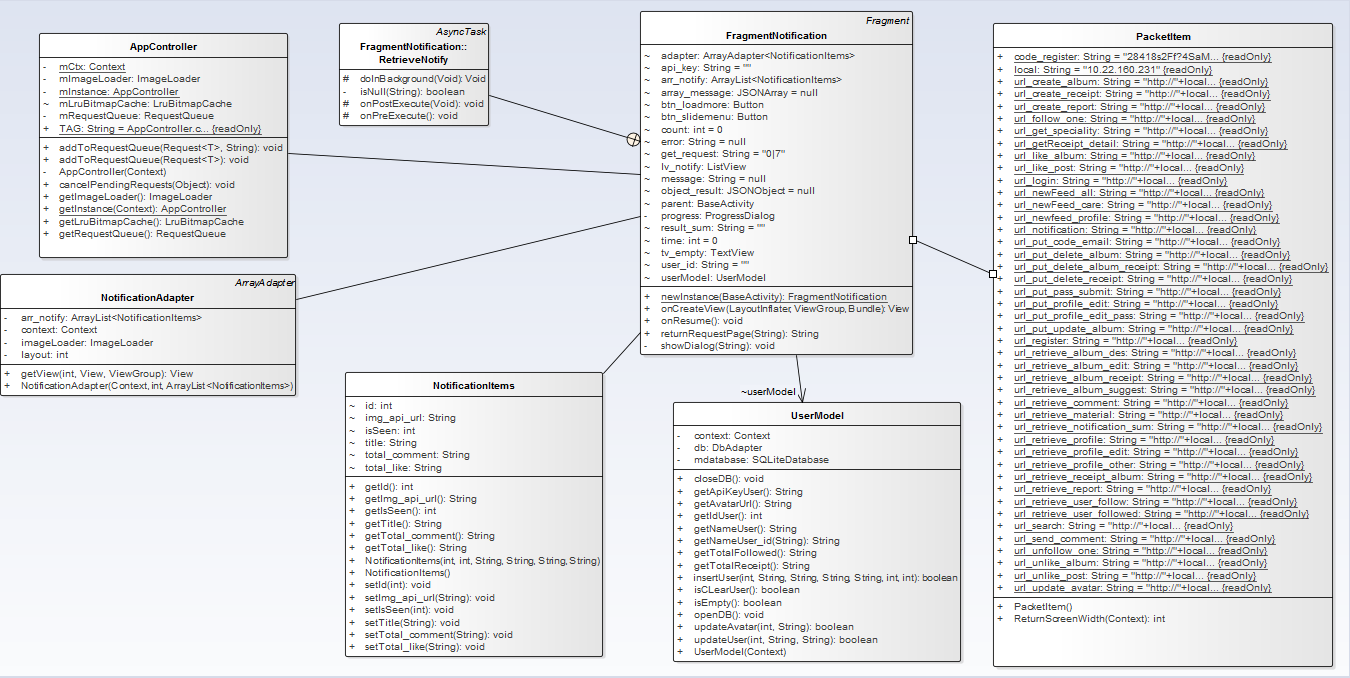 AppController
- mCtx: Context
- mImageLoader: ImageLoader
- mInstance: AppController
~ mLruBitmapCache: LruBitmapCache
- mRequestQueue: RequestQueue
+ TAG: String = AppController.c... {readOnly}
+ addToRequestQueue(Request<T>, String): void
+ addToRequestQueue(Request<T>): void
- AppController(Context)
+ cancelPendingRequests(Object): void
+ getImageLoader(): ImageLoader
+ getInstance(Context): AppController
+ getLruBitmapCache(): LruBitmapCache
+ getRequestQueue(): RequestQueue
AsyncTask
FragmentNotification::
RetrieveNotify
# doInBackground(Void): Void
- isNull(String): boolean
# onPostExecute(Void): void
# onPreExecute(): void
Fragment
FragmentNotification
~ adapter: ArrayAdapter<NotificationItems>
~ api_key: String = ""
~ arr_notify: ArrayList<NotificationItems>
~ array_message: JSONArray = null
~ btn_loadmore: Button
~ btn_slidemenu: Button
~ count: int = 0
~ error: String = null
~ get_request: String = "0|7"
~ lv_notify: ListView
~ message: String = null
~ object_result: JSONObject = null
~ parent: BaseActivity
- progress: ProgressDialog
~ result_sum: String = ""
~ time: int = 0
~ tv_empty: TextView
~ user_id: String = ""
~ userModel: UserModel
+ newInstance(BaseActivity): FragmentNotification
+ onCreateView(LayoutInflater, ViewGroup, Bundle): View
+ onResume(): void
+ returnRequestPage(String): String
- showDialog(String): void
PacketItem
+ code_register: String = "28418s2Ff?4SaM... {readOnly}
+ local: String = "10.22.160.231" {readOnly}
+ url_create_album: String = "http://"+local... {readOnly}
+ url_create_receipt: String = "http://"+local... {readOnly}
+ url_create_report: String = "http://"+local... {readOnly}
+ url_follow_one: String = "http://"+local... {readOnly}
+ url_get_speciality: String = "http://"+local... {readOnly}
+ url_getReceipt_detail: String = "http://"+local... {readOnly}
+ url_like_album: String = "http://"+local... {readOnly}
+ url_like_post: String = "http://"+local... {readOnly}
+ url_login: String = "http://"+local... {readOnly}
+ url_newFeed_all: String = "http://"+local... {readOnly}
+ url_newFeed_care: String = "http://"+local... {readOnly}
+ url_newfeed_profile: String = "http://"+local... {readOnly}
+ url_notification: String = "http://"+local... {readOnly}
+ url_put_code_email: String = "http://"+local... {readOnly}
+ url_put_delete_album: String = "http://"+local... {readOnly}
+ url_put_delete_album_receipt: String = "http://"+local... {readOnly}
+ url_put_delete_receipt: String = "http://"+local... {readOnly}
+ url_put_pass_submit: String = "http://"+local... {readOnly}
+ url_put_profile_edit: String = "http://"+local... {readOnly}
+ url_put_profile_edit_pass: String = "http://"+local... {readOnly}
+ url_put_update_album: String = "http://"+local... {readOnly}
+ url_register: String = "http://"+local... {readOnly}
+ url_retrieve_album_des: String = "http://"+local... {readOnly}
+ url_retrieve_album_edit: String = "http://"+local... {readOnly}
+ url_retrieve_album_receipt: String = "http://"+local... {readOnly}
+ url_retrieve_album_suggest: String = "http://"+local... {readOnly}
+ url_retrieve_comment: String = "http://"+local... {readOnly}
+ url_retrieve_material: String = "http://"+local... {readOnly}
+ url_retrieve_notification_sum: String = "http://"+local... {readOnly}
+ url_retrieve_profile: String = "http://"+local... {readOnly}
+ url_retrieve_profile_edit: String = "http://"+local... {readOnly}
+ url_retrieve_profile_other: String = "http://"+local... {readOnly}
+ url_retrieve_receipt_album: String = "http://"+local... {readOnly}
+ url_retrieve_report: String = "http://"+local... {readOnly}
+ url_retrieve_user_follow: String = "http://"+local... {readOnly}
+ url_retrieve_user_followed: String = "http://"+local... {readOnly}
+ url_search: String = "http://"+local... {readOnly}
+ url_send_comment: String = "http://"+local... {readOnly}
+ url_unfollow_one: String = "http://"+local... {readOnly}
+ url_unlike_album: String = "http://"+local... {readOnly}
+ url_unlike_post: String = "http://"+local... {readOnly}
+ url_update_avatar: String = "http://"+local... {readOnly}
+ PacketItem()
+ ReturnScreenWidth(Context): int
ArrayAdapter
NotificationAdapter
- arr_notify: ArrayList<NotificationItems>
- context: Context
- imageLoader: ImageLoader
- layout: int
+ getView(int, View, ViewGroup): View
+ NotificationAdapter(Context, int, ArrayList<NotificationItems>)
NotificationItems
~ id: int
~ img_api_url: String
~ isSeen: int
~ title: String
~ total_comment: String
~ total_like: String
+ getId(): int
+ getImg_api_url(): String
+ getIsSeen(): int
+ getTitle(): String
+ getTotal_comment(): String
+ getTotal_like(): String
+ NotificationItems(int, int, String, String, String, String)
+ NotificationItems()
+ setId(int): void
+ setImg_api_url(String): void
+ setIsSeen(int): void
+ setTitle(String): void
+ setTotal_comment(String): void
+ setTotal_like(String): void
~userModel
UserModel
- context: Context
- db: DbAdapter
- mdatabase: SQLiteDatabase
+ closeDB(): void
+ getApiKeyUser(): String
+ getAvatarUrl(): String
+ getIdUser(): int
+ getNameUser(): String
+ getNameUser_id(String): String
+ getTotalFollowed(): String
+ getTotalReceipt(): String
+ insertUser(int, String, String, String, String, int, int): boolean
+ isCLearUser(): boolean
+ isEmpty(): boolean
+ openDB(): void
+ updateAvatar(int, String): boolean
+ updateUser(int, String, String): boolean
+ UserModel(Context)